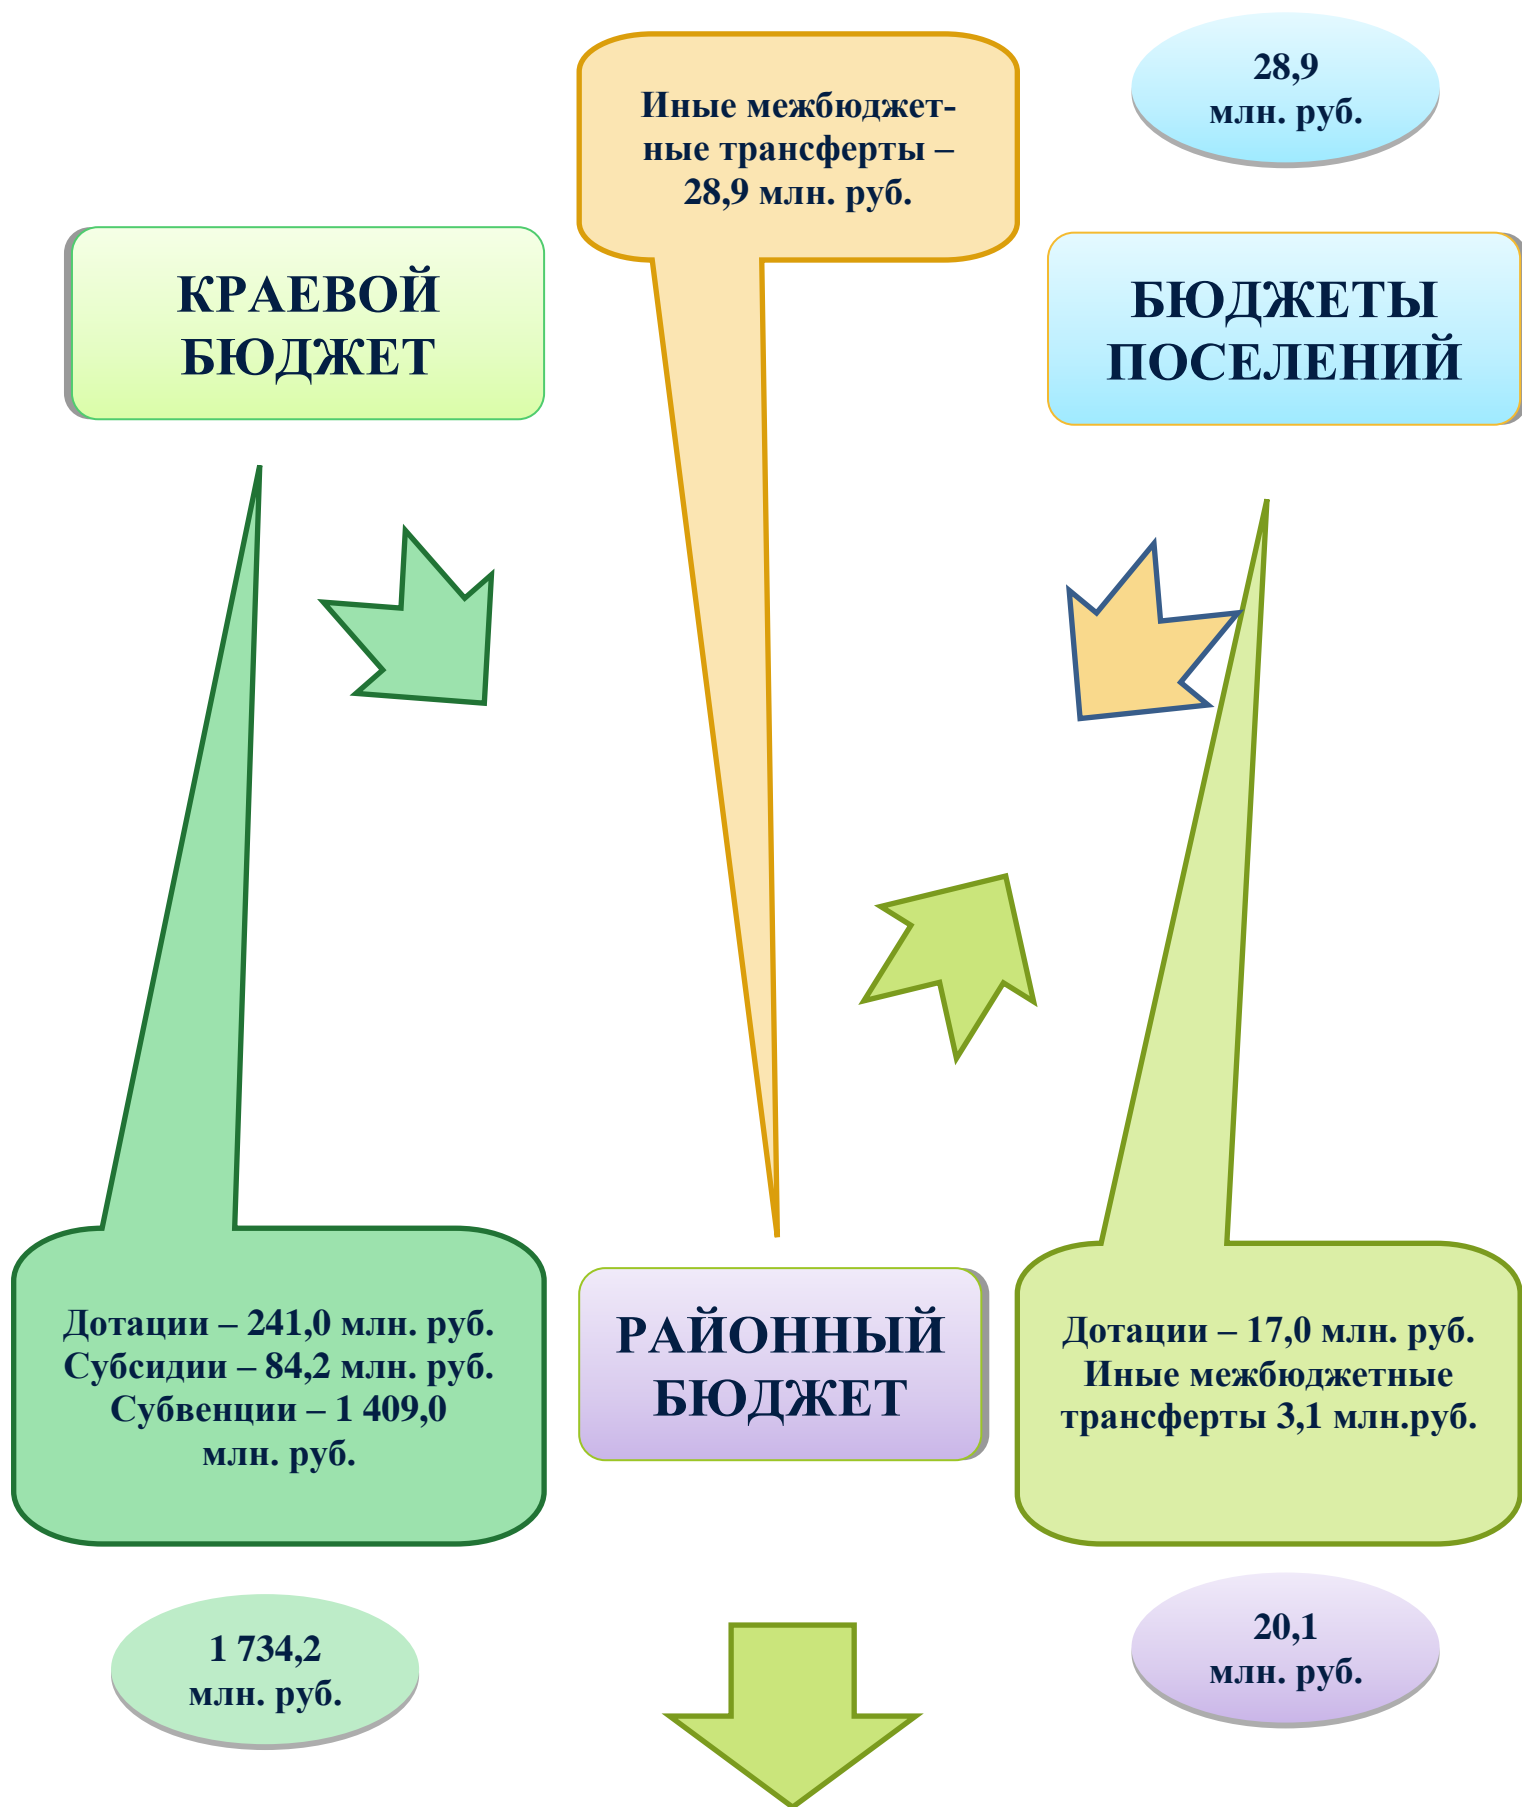 28,9
млн. руб.
Иные межбюджет-
ные трансферты –
28,9 млн. руб.
КРАЕВОЙ
БЮДЖЕТ
БЮДЖЕТЫ
ПОСЕЛЕНИЙ
Дотации – 241,0 млн. руб.
Субсидии – 84,2 млн. руб.
Субвенции – 1 409,0
млн. руб.
РАЙОННЫЙ
БЮДЖЕТ
Дотации – 17,0 млн. руб.
Иные межбюджетные
трансферты 3,1 млн.руб.
1 734,2
млн. руб.
20,1
млн. руб.